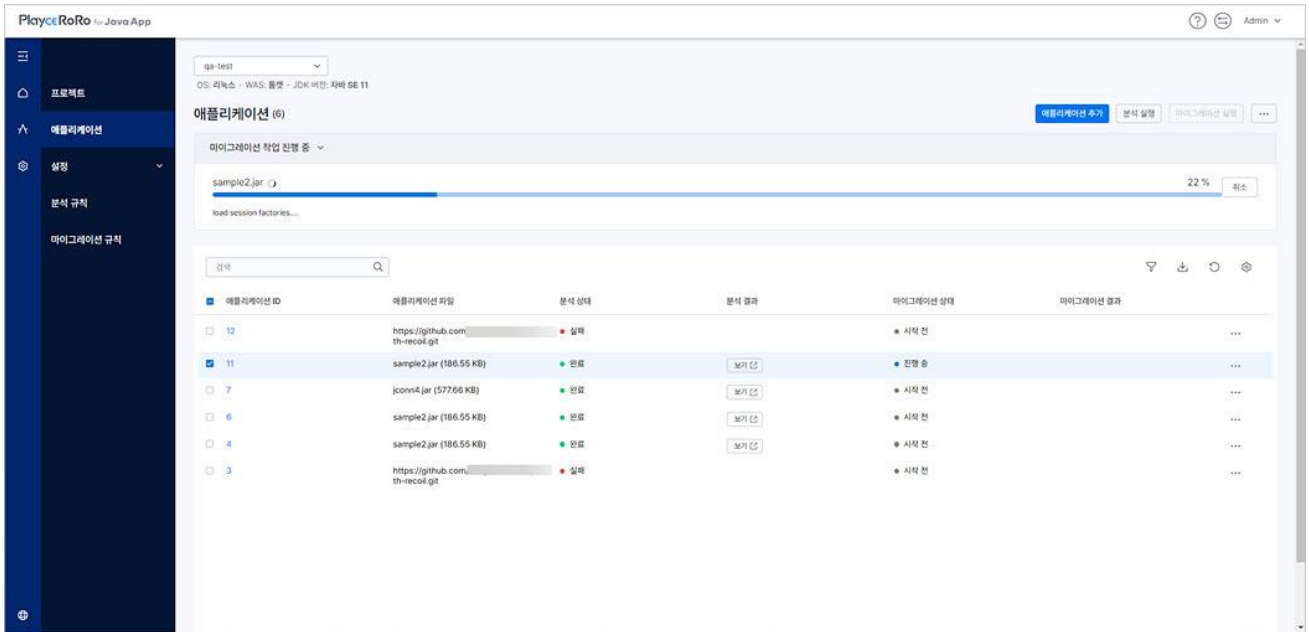 PlayceRoRo for Java App
Admin
프로젝트
애플리케이션
설정
분석 규칙
마이그레이션 규칙
qa-test
OS: 리눅스 - WAS: 톰캣 - JDK 버전: 자바 SE 11
애플리케이션 (6)
애플리케이션 추가 분석 실행 마이그레이션 실행 ...
마이그레이션 작업 진행 중
sample2.jar 22 % 취소
load session factories....
검색
애플리케이션 ID 애플리케이션 파일 분석 상태 분석 결과 마이그레이션 상태 마이그레이션 결과
12 https://github.com 실패 시작 전 ...
th-recoil.git
11 sample2.jar (186.55 KB) 완료 보기 진행 중 ...
7 jconn4.jar (577.66 KB) 완료 보기 시작 전 ...
6 sample2.jar (186.55 KB) 완료 보기 시작 전 ...
4 sample2.jar (186.55 KB) 완료 보기 시작 전 ...
3 https://github.com/ 실패 시작 전 ...
th-recoil.git